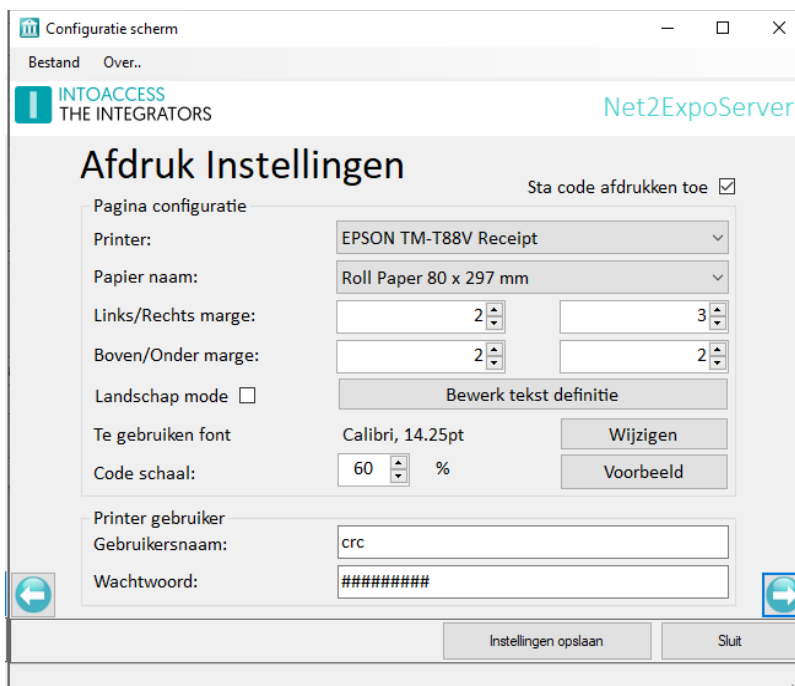 Configuratie scherm
Bestand Over..
INTOACCESS
THE INTEGRATORS
Net2ExpoServer
Afdruk Instellingen
Sta code afdrukken toe
Pagina configuratie
Printer: EPSON TM-T88V Receipt
Papier naam: Roll Paper 80 x 297 mm
Links/Rechts marge: 2 3
Boven/Onder marge: 2 2
Landschap mode Bewerk tekst definitie
Te gebruiken font Calibri, 14.25pt Wijzigen
Code schaal: 60 % Voorbeeld
Printer gebruiker
Gebruikersnaam: crc
Wachtwoord: #########
Instellingen opslaan Sluit